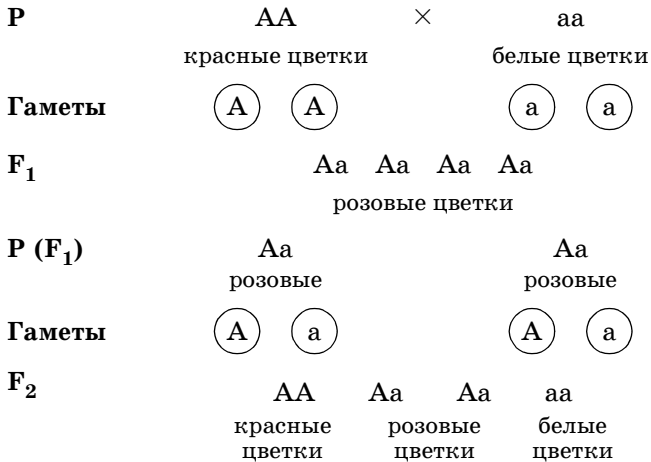 P AA × aa
красные цветки белые цветки
Гаметы A A a a
F1 Aa Aa Aa Aa
розовые цветки
P (F1) Aa Aa
розовые розовые
Гаметы A a A a
F2 AA Aa Aa aa
красные розовые белые
цветки цветки цветки